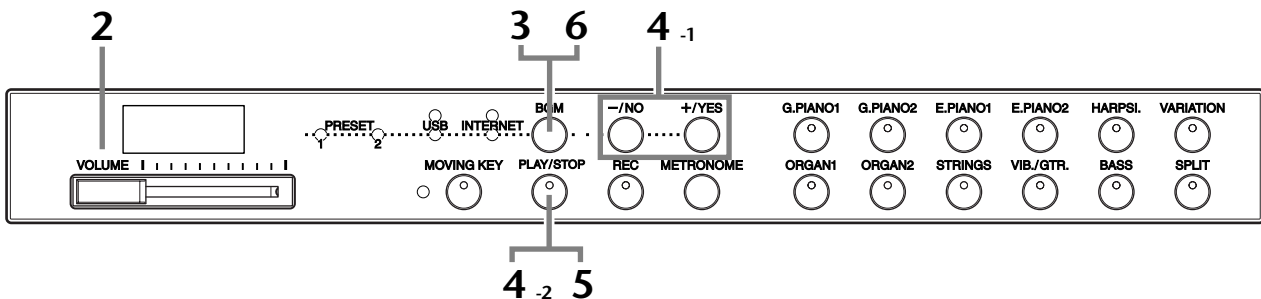 2 3 6 4 -1
BGM -/NO +/YES G.PIANO1 G.PIANO2 E.PIANO1 E.PIANO2 HARPSI. VARIATION
PRESET USB INTERNET
1 2
VOLUME MOVING KEY PLAY/STOP REC METRONOME ORGAN1 ORGAN2 STRINGS VIB./GTR. BASS SPLIT
4 -2 5